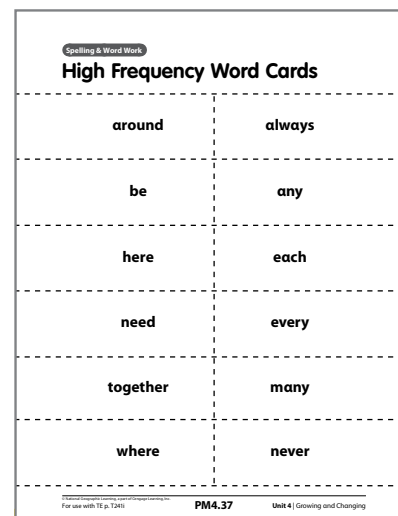 Spelling & Word Work
High Frequency Word Cards
around always
be any
here each
need every
together many
where never
© National Geographic Learning, a part of Cengage Learning, Inc.
For use with TE p. T241i PM4.37 Unit 4 | Growing and Changing